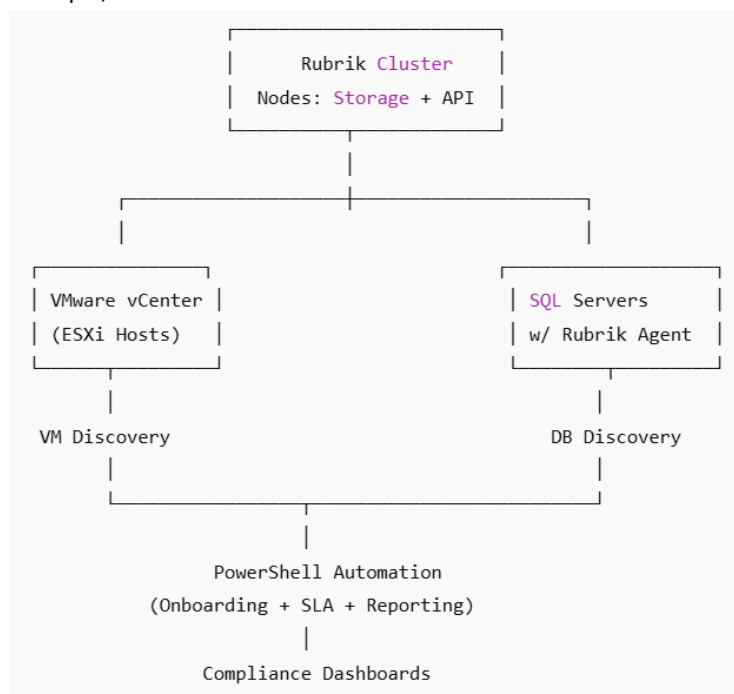 Rubrik Cluster
Nodes: Storage + API
VMware vCenter
(ESXi Hosts)
SQL Servers
w/ Rubrik Agent
VM Discovery
DB Discovery
PowerShell Automation
(Onboarding + SLA + Reporting)
Compliance Dashboards